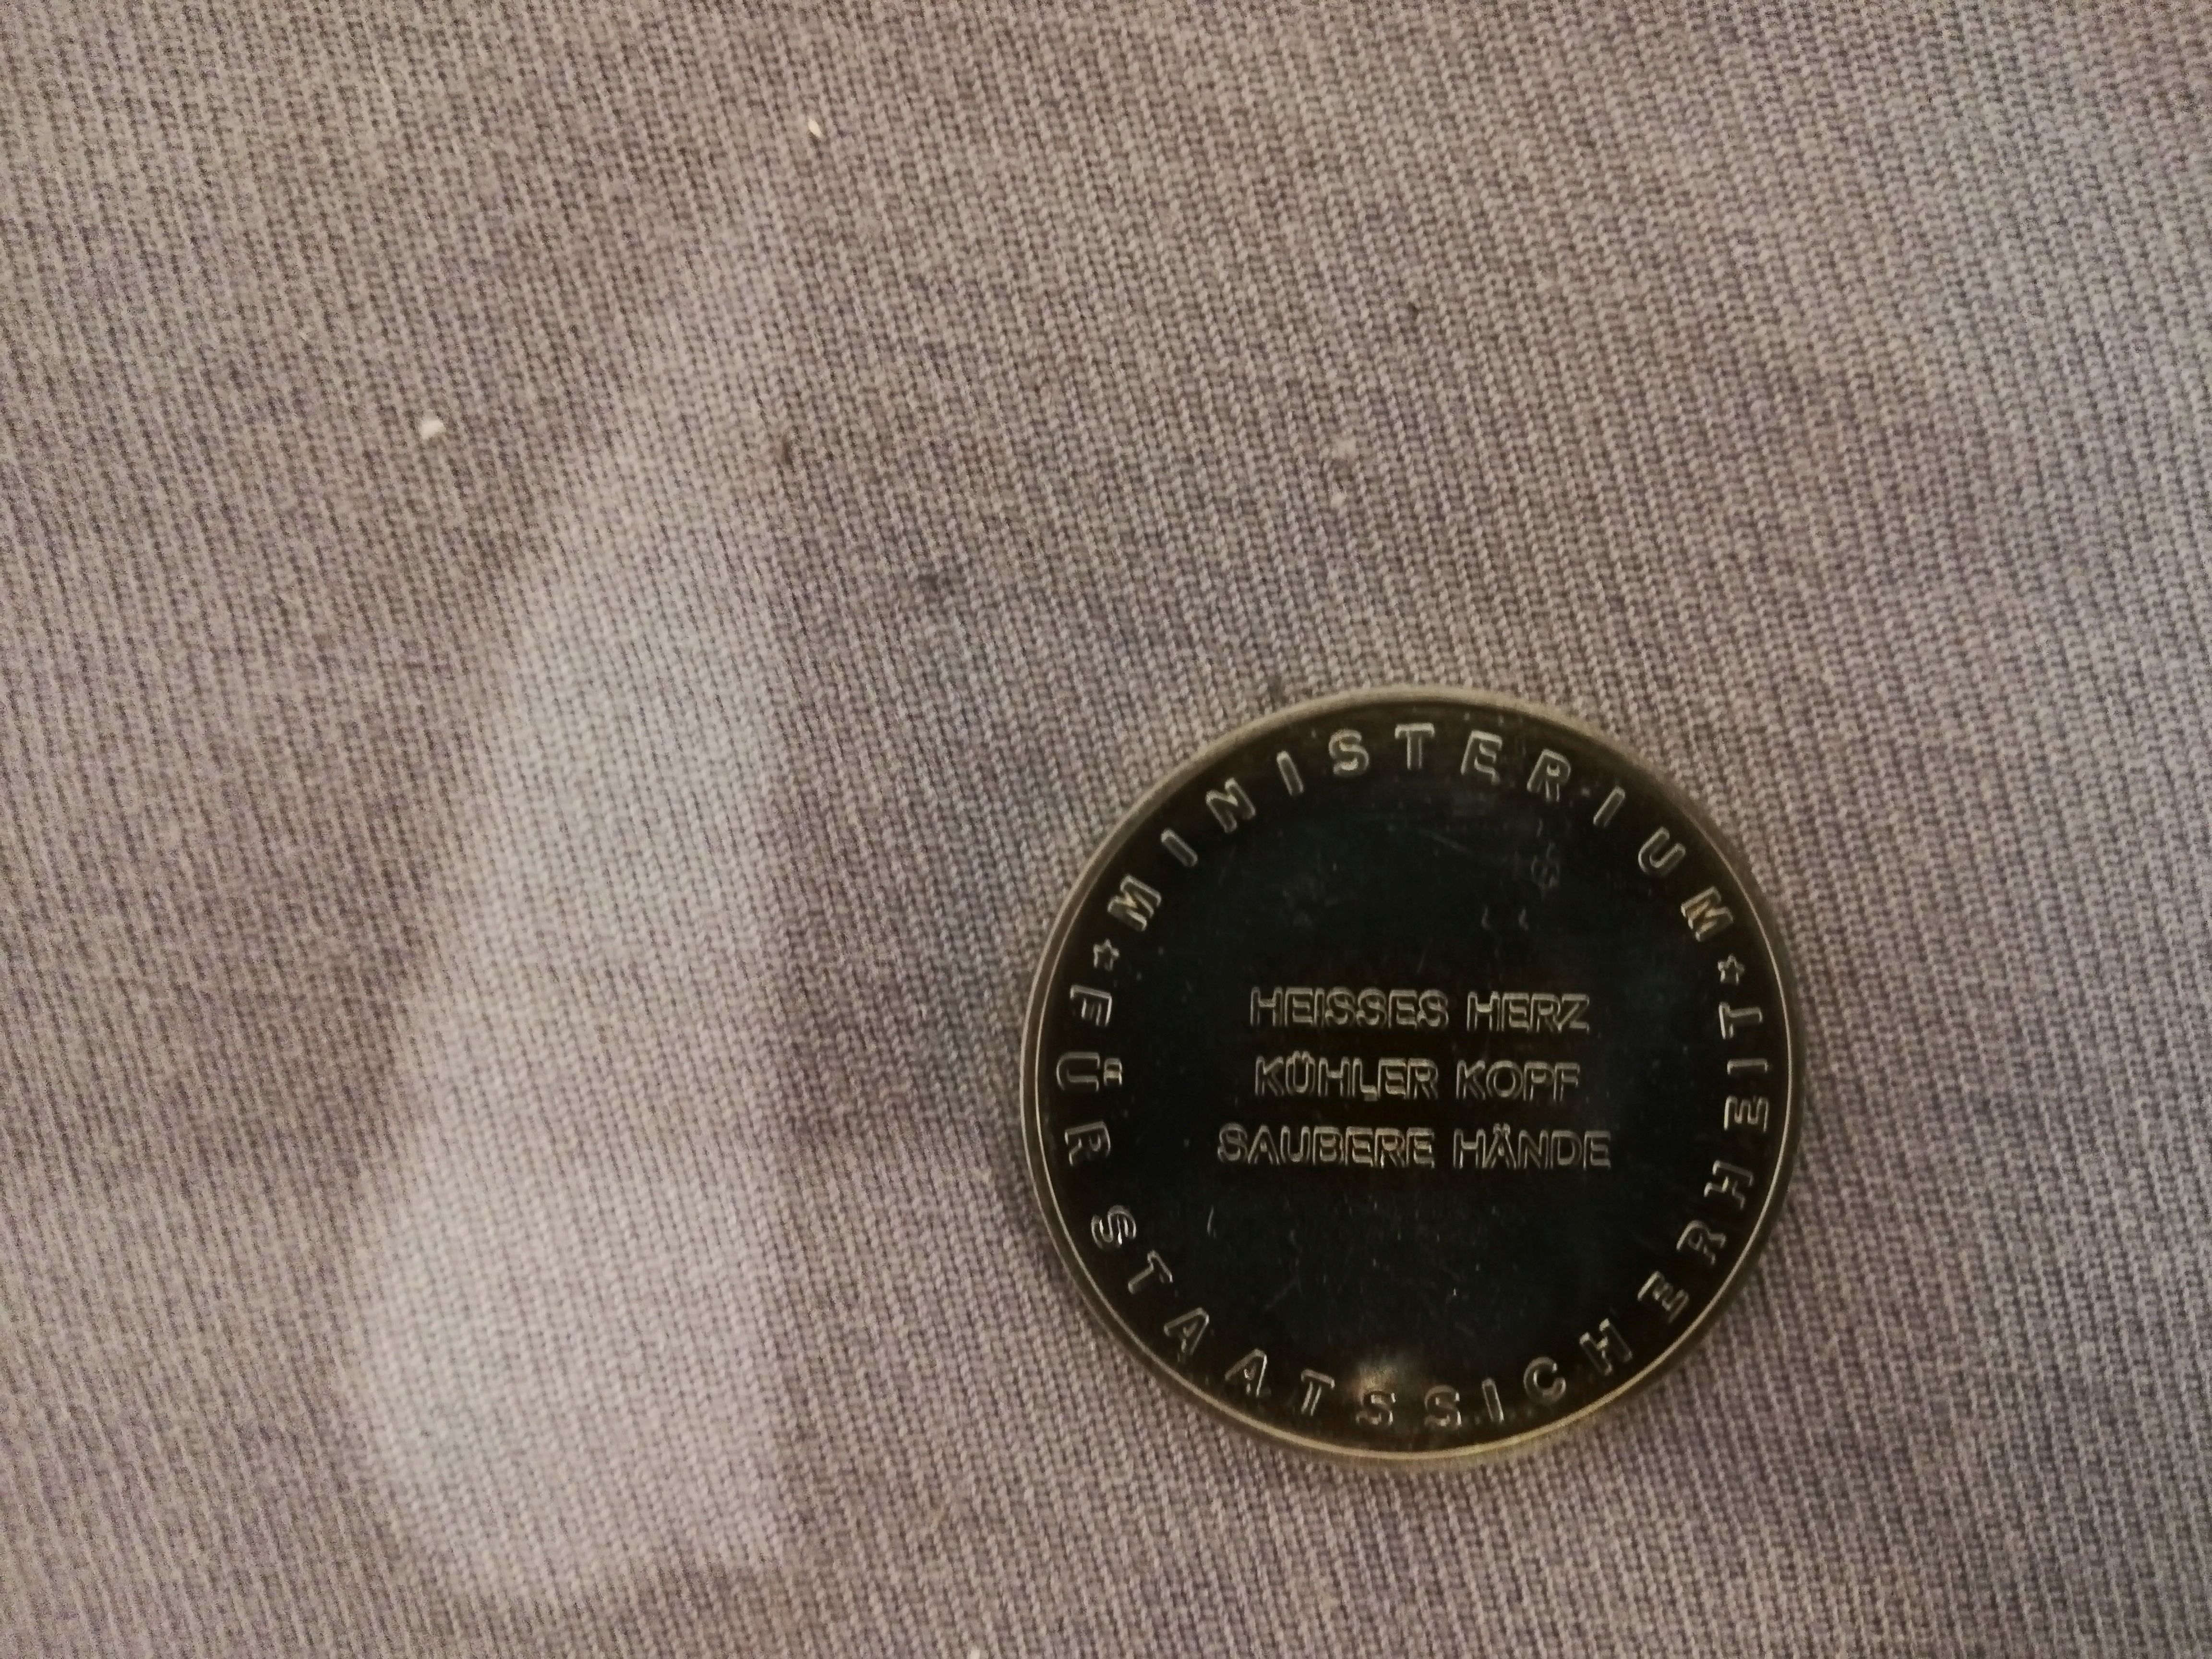 ★ MINISTERIUM ★
FÜR STAATSSICHERHEIT
HEISSES HERZ
KÜHLER KOPF
SAUBERE HÄNDE